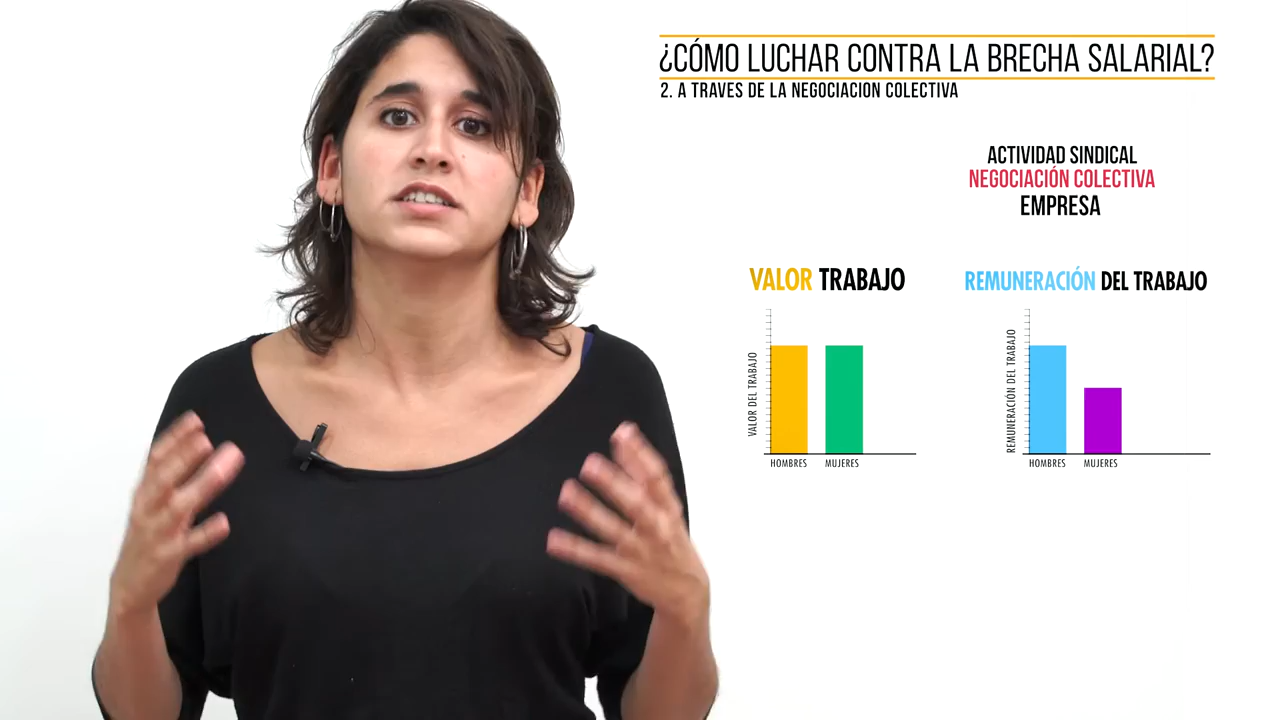 ¿CÓMO LUCHAR CONTRA LA BRECHA SALARIAL?
2. A TRAVES DE LA NEGOCIACION COLECTIVA
ACTIVIDAD SINDICAL
NEGOCIACIÓN COLECTIVA
EMPRESA
VALOR TRABAJO
VALOR DEL TRABAJO
HOMBRES MUJERES
REMUNERACIÓN DEL TRABAJO
REMUNERACIÓN DEL TRABAJO
HOMBRES MUJERES